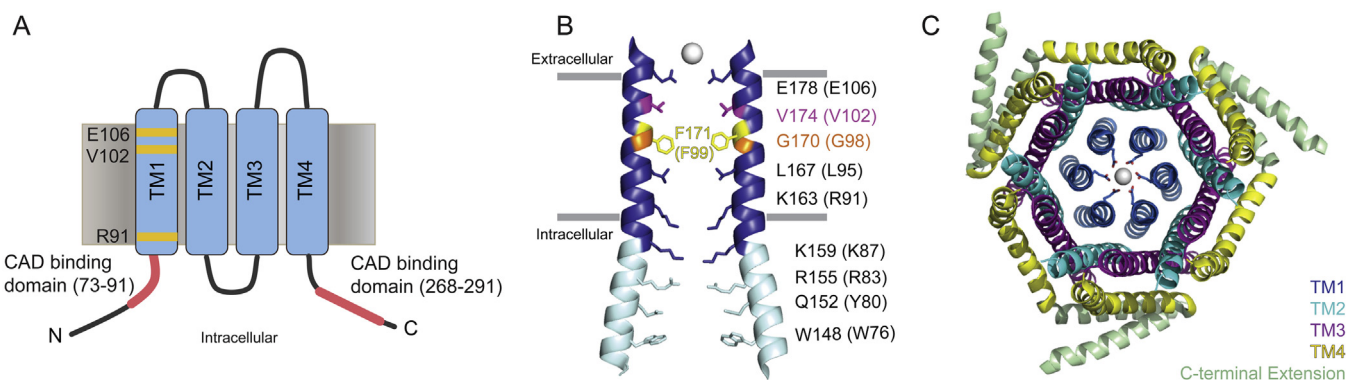 A
E106
V102
R91
TM1
TM2
TM3
TM4
CAD binding
domain (73-91)
CAD binding
domain (268-291)
N
C
Intracellular
B
Extracellular
E178 (E106)
V174 (V102)
F171
(F99)
G170 (G98)
L167 (L95)
K163 (R91)
Intracellular
K159 (K87)
R155 (R83)
Q152 (Y80)
W148 (W76)
C
TM1
TM2
TM3
TM4
C-terminal Extension